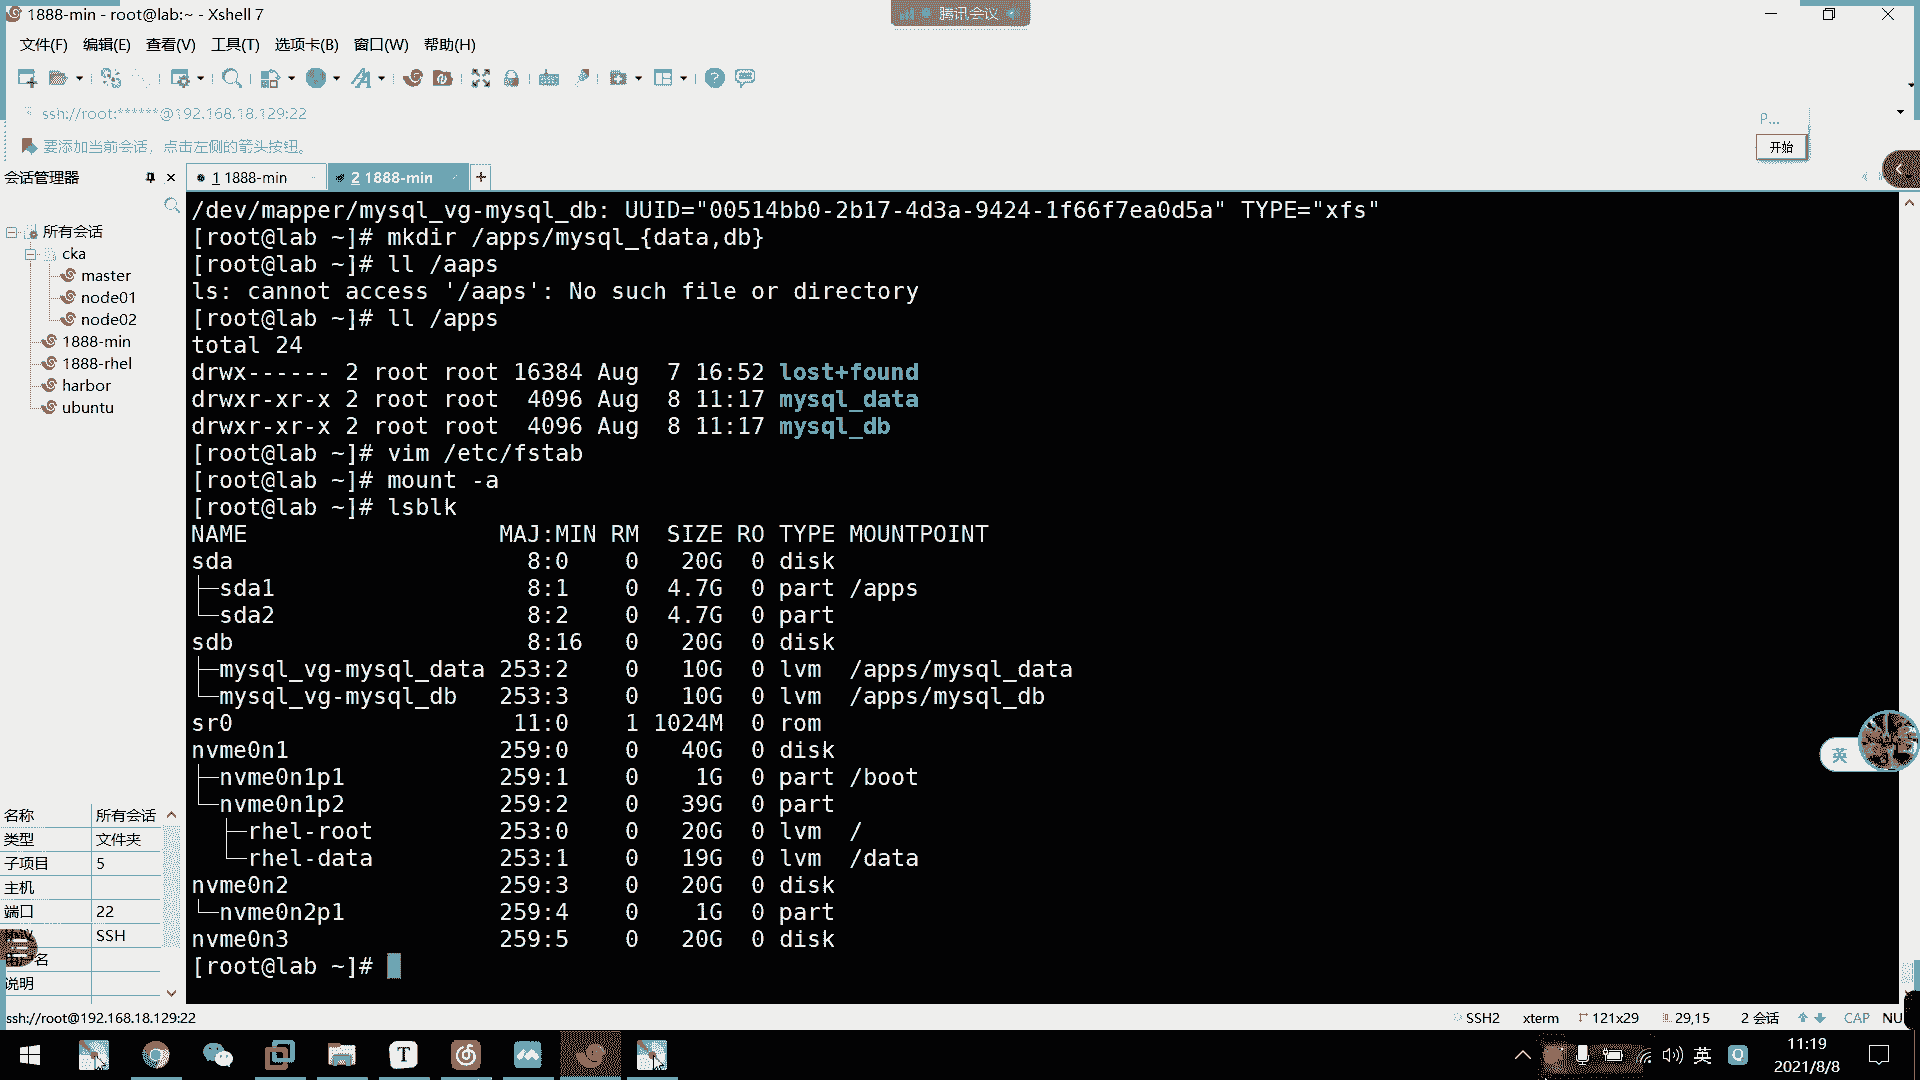 1888-min - root@lab:~ - Xshell 7
腾讯会议
文件(F) 编辑(E) 查看(V) 工具(T) 选项卡(B) 窗口(W) 帮助(H)
ssh://root:******@192.168.18.129:22
P...
要添加当前会话，点击左侧的箭头按钮。
开始
会话管理器
1 1888-min
2 1888-min
所有会话
cka
master
node01
node02
1888-min
1888-rhel
harbor
ubuntu
/dev/mapper/mysql_vg-mysql_db: UUID="00514bb0-2b17-4d3a-9424-1f66f7ea0d5a" TYPE="xfs"
[root@lab ~]# mkdir /apps/mysql_{data,db}
[root@lab ~]# ll /aaps
ls: cannot access '/aaps': No such file or directory
[root@lab ~]# ll /apps
total 24
drwx------ 2 root root 16384 Aug  7 16:52 lost+found
drwxr-xr-x 2 root root  4096 Aug  8 11:17 mysql_data
drwxr-xr-x 2 root root  4096 Aug  8 11:17 mysql_db
[root@lab ~]# vim /etc/fstab
[root@lab ~]# mount -a
[root@lab ~]# lsblk
NAME                  MAJ:MIN RM  SIZE RO TYPE MOUNTPOINT
sda                     8:0    0   20G  0 disk
├─sda1                  8:1    0  4.7G  0 part /apps
└─sda2                  8:2    0  4.7G  0 part
sdb                     8:16   0   20G  0 disk
├─mysql_vg-mysql_data 253:2    0   10G  0 lvm  /apps/mysql_data
└─mysql_vg-mysql_db   253:3    0   10G  0 lvm  /apps/mysql_db
sr0                    11:0    1 1024M  0 rom
nvme0n1               259:0    0   40G  0 disk
├─nvme0n1p1           259:1    0    1G  0 part /boot
└─nvme0n1p2           259:2    0   39G  0 part
  ├─rhel-root         253:0    0   20G  0 lvm  /
  └─rhel-data         253:1    0   19G  0 lvm  /data
nvme0n2               259:3    0   20G  0 disk
└─nvme0n2p1           259:4    0    1G  0 part
nvme0n3               259:5    0   20G  0 disk
[root@lab ~]#
英
名称 所有会话
类型 文件夹
子项目 5
主机
端口 22
协议 SSH
说明
ssh://root@192.168.18.129:22
SSH2 xterm 121x29 29,15 2 会话 CAP NU
T
英
Q
11:19
2021/8/8